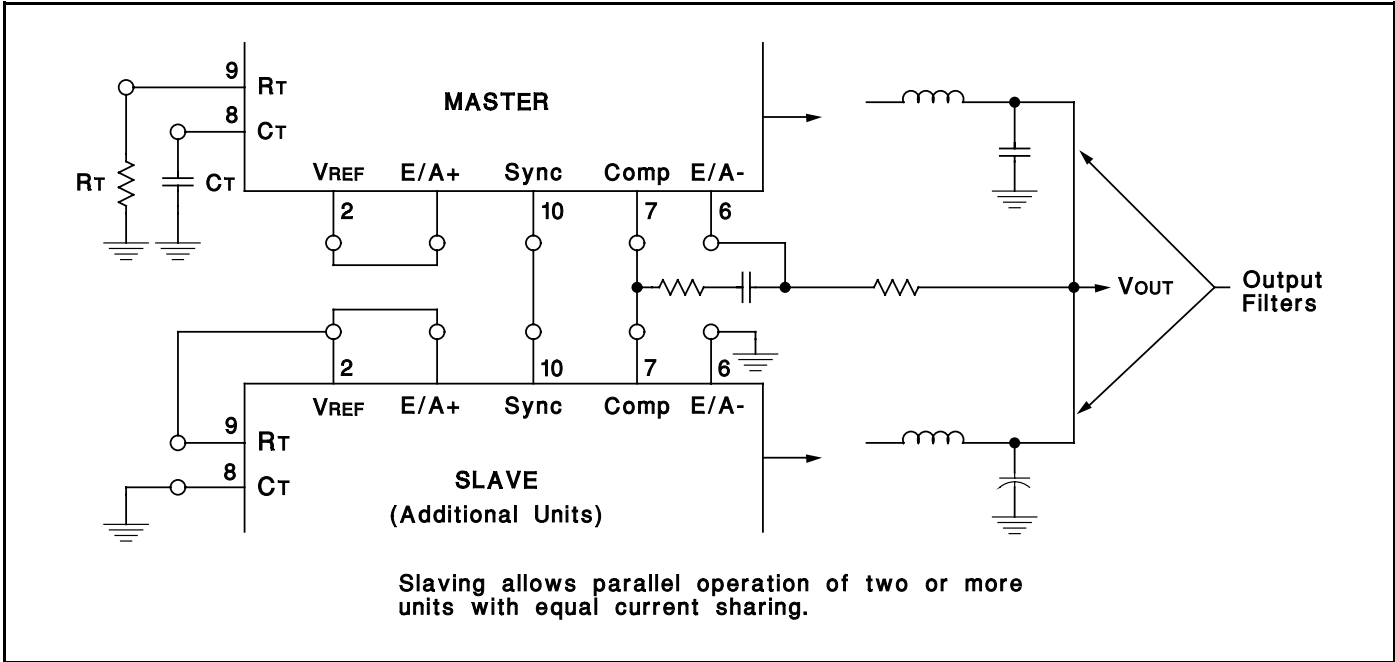 9
RT
MASTER
8
CT
RT
CT
VREF E/A+ Sync Comp E/A-
2 10 7 6
VOUT
Output
Filters
2 10 7 6
VREF E/A+ Sync Comp E/A-
9
RT
8
CT
SLAVE
(Additional Units)
Slaving allows parallel operation of two or more
units with equal current sharing.